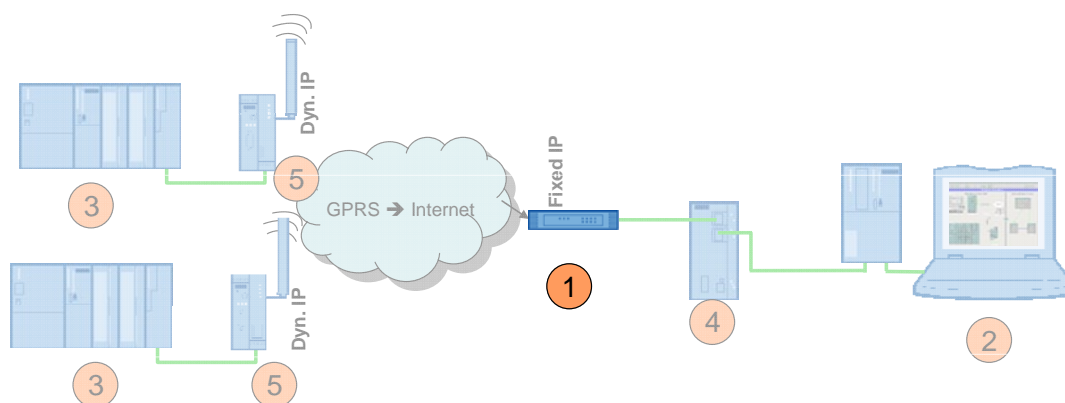 Dyn. IP
3
5
GPRS ➔ Internet
Fixed IP
1
4
2
Dyn. IP
3
5